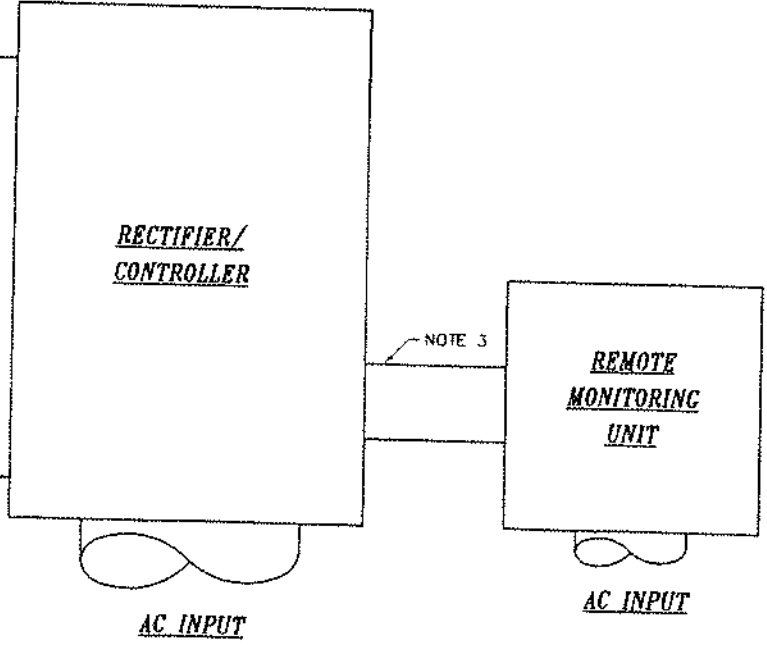 RECTIFIER/
CONTROLLER
NOTE 3
REMOTE
MONITORING
UNIT
AC INPUT
AC INPUT